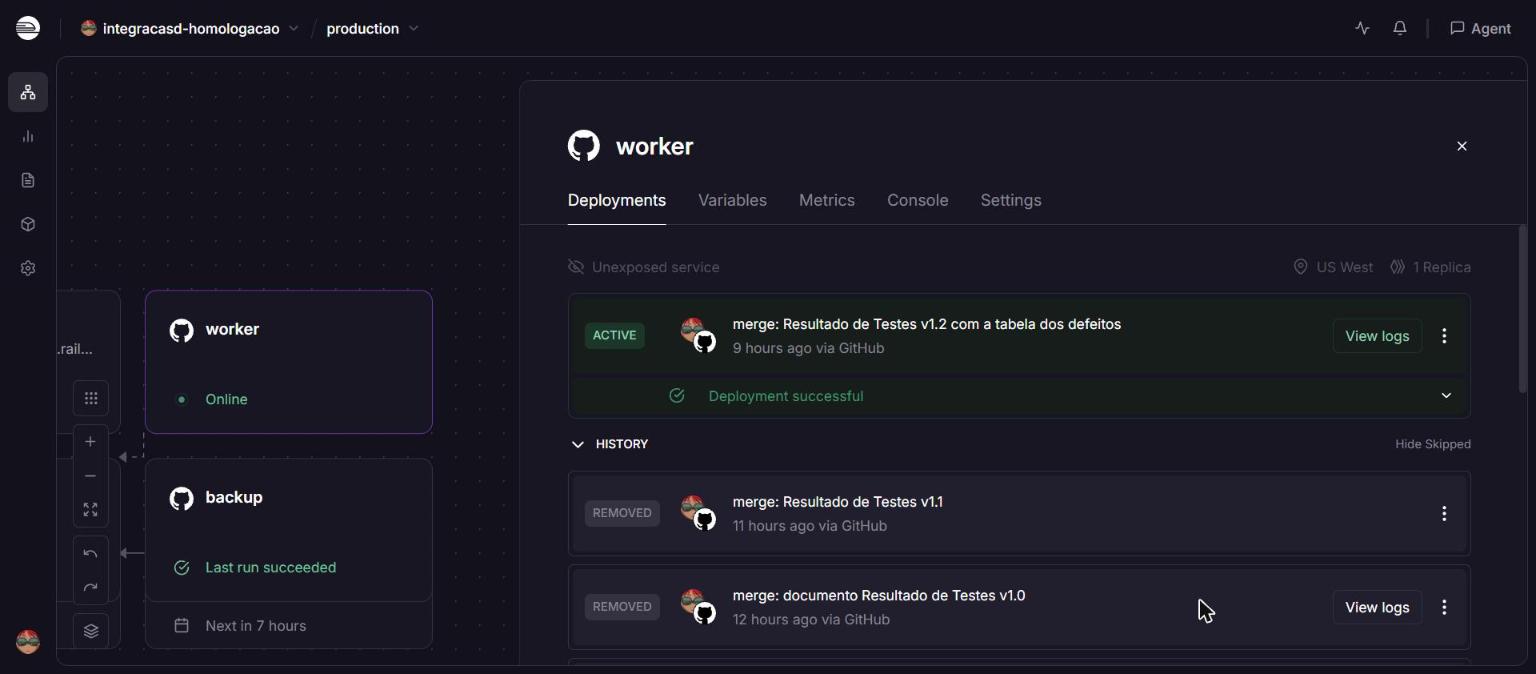 integracasd-homologacao
production
Agent
worker
Deployments
Variables
Metrics
Console
Settings
Unexposed service
US West
1 Replica
ACTIVE
merge: Resultado de Testes v1.2 com a tabela dos defeitos
9 hours ago via GitHub
View logs
Deployment successful
HISTORY
Hide Skipped
REMOVED
merge: Resultado de Testes v1.1
11 hours ago via GitHub
REMOVED
merge: documento Resultado de Testes v1.0
12 hours ago via GitHub
View logs
.rail...
worker
Online
backup
Last run succeeded
Next in 7 hours